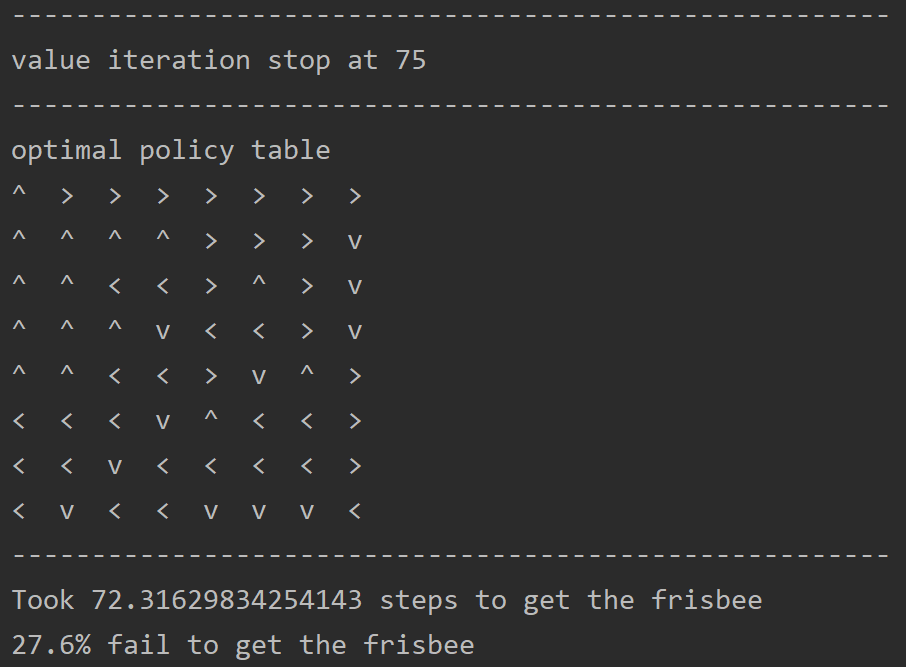 -------------------------------------------------------
value iteration stop at 75
-------------------------------------------------------
optimal policy table
^  >  >  >  >  >  >  >
^  ^  ^  ^  >  >  >  v
^  ^  <  <  >  ^  >  v
^  ^  ^  v  <  <  >  v
^  ^  <  <  >  v  ^  >
<  <  <  v  ^  <  <  >
<  <  v  <  <  <  <  >
<  v  <  <  v  v  v  <
-------------------------------------------------------
Took 72.31629834254143 steps to get the frisbee
27.6% fail to get the frisbee